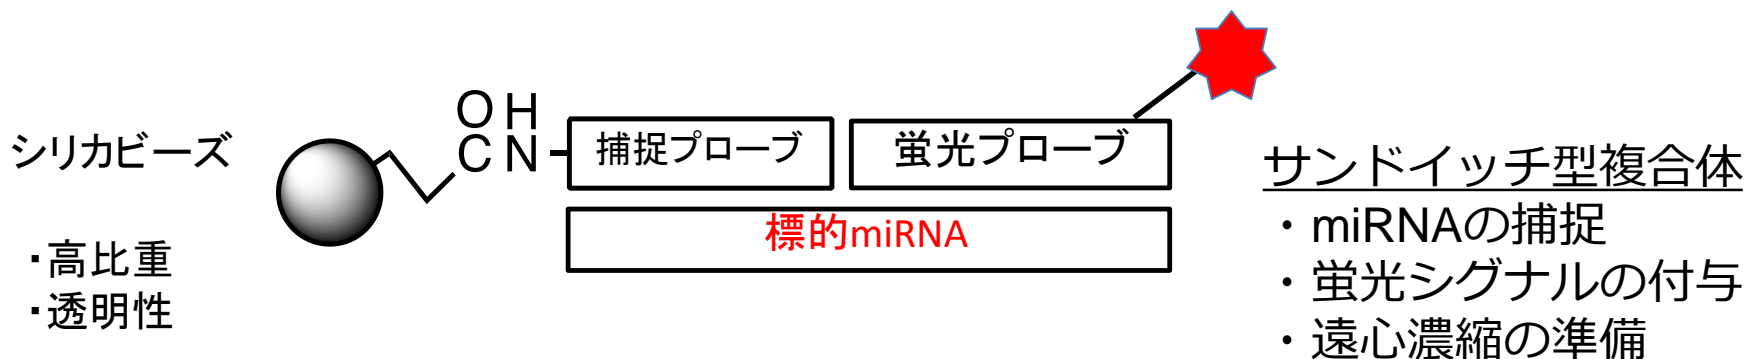 シリカビーズ
・高比重
・透明性
O H
C N
捕捉プローブ
蛍光プローブ
標的miRNA
サンドイッチ型複合体
・miRNAの捕捉
・蛍光シグナルの付与
・遠心濃縮の準備